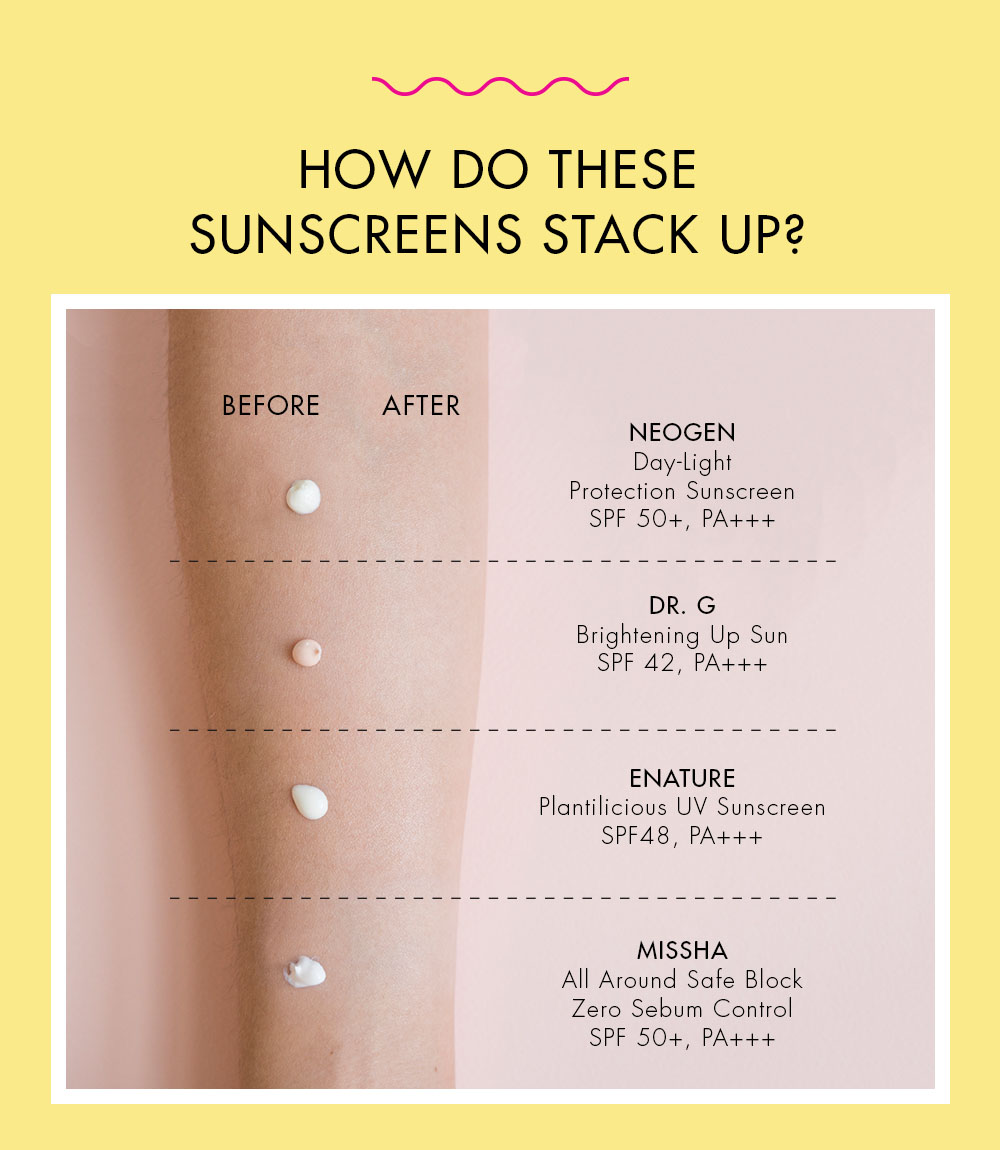 HOW DO THESE
SUNSCREENS STACK UP?
BEFORE AFTER
NEOGEN
Day-Light
Protection Sunscreen
SPF 50+, PA+++
DR. G
Brightening Up Sun
SPF 42, PA+++
ENATURE
Plantilicious UV Sunscreen
SPF48, PA+++
MISSHA
All Around Safe Block
Zero Sebum Control
SPF 50+, PA+++